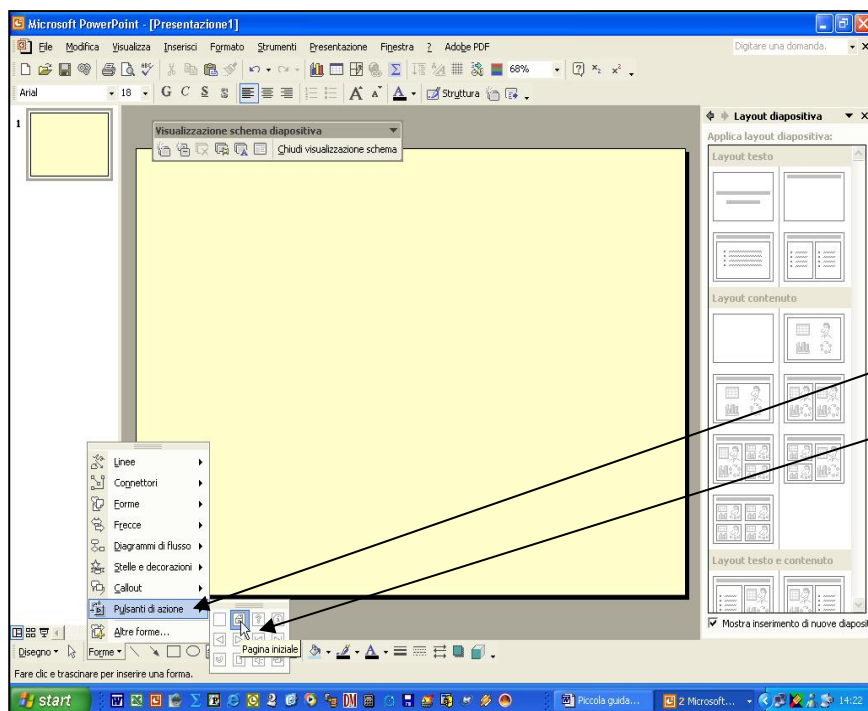 Microsoft PowerPoint - [Presentazione1]
File Modifica Visualizza Inserisci Formato Strumenti Presentazione Finestra ? Adobe PDF
Digitare una domanda.
68%
Arial 18 G C S S Struttura
1
Visualizzazione schema diapositiva
Chiudi visualizzazione schema
Layout diapositiva
Applica layout diapositiva:
Layout testo
Layout contenuto
Layout testo e contenuto
Mostra inserimento di nuove diaposit
Linee
Connettori
Forme
Frecce
Diagrammi di flusso
Stelle e decorazioni
Callout
Pulsanti di azione
Altre forme...
Pagina iniziale
Disegno Forme
Fare clic e trascinare per inserire una forma.
start
Piccola guida...
2 Microsoft...
14:22